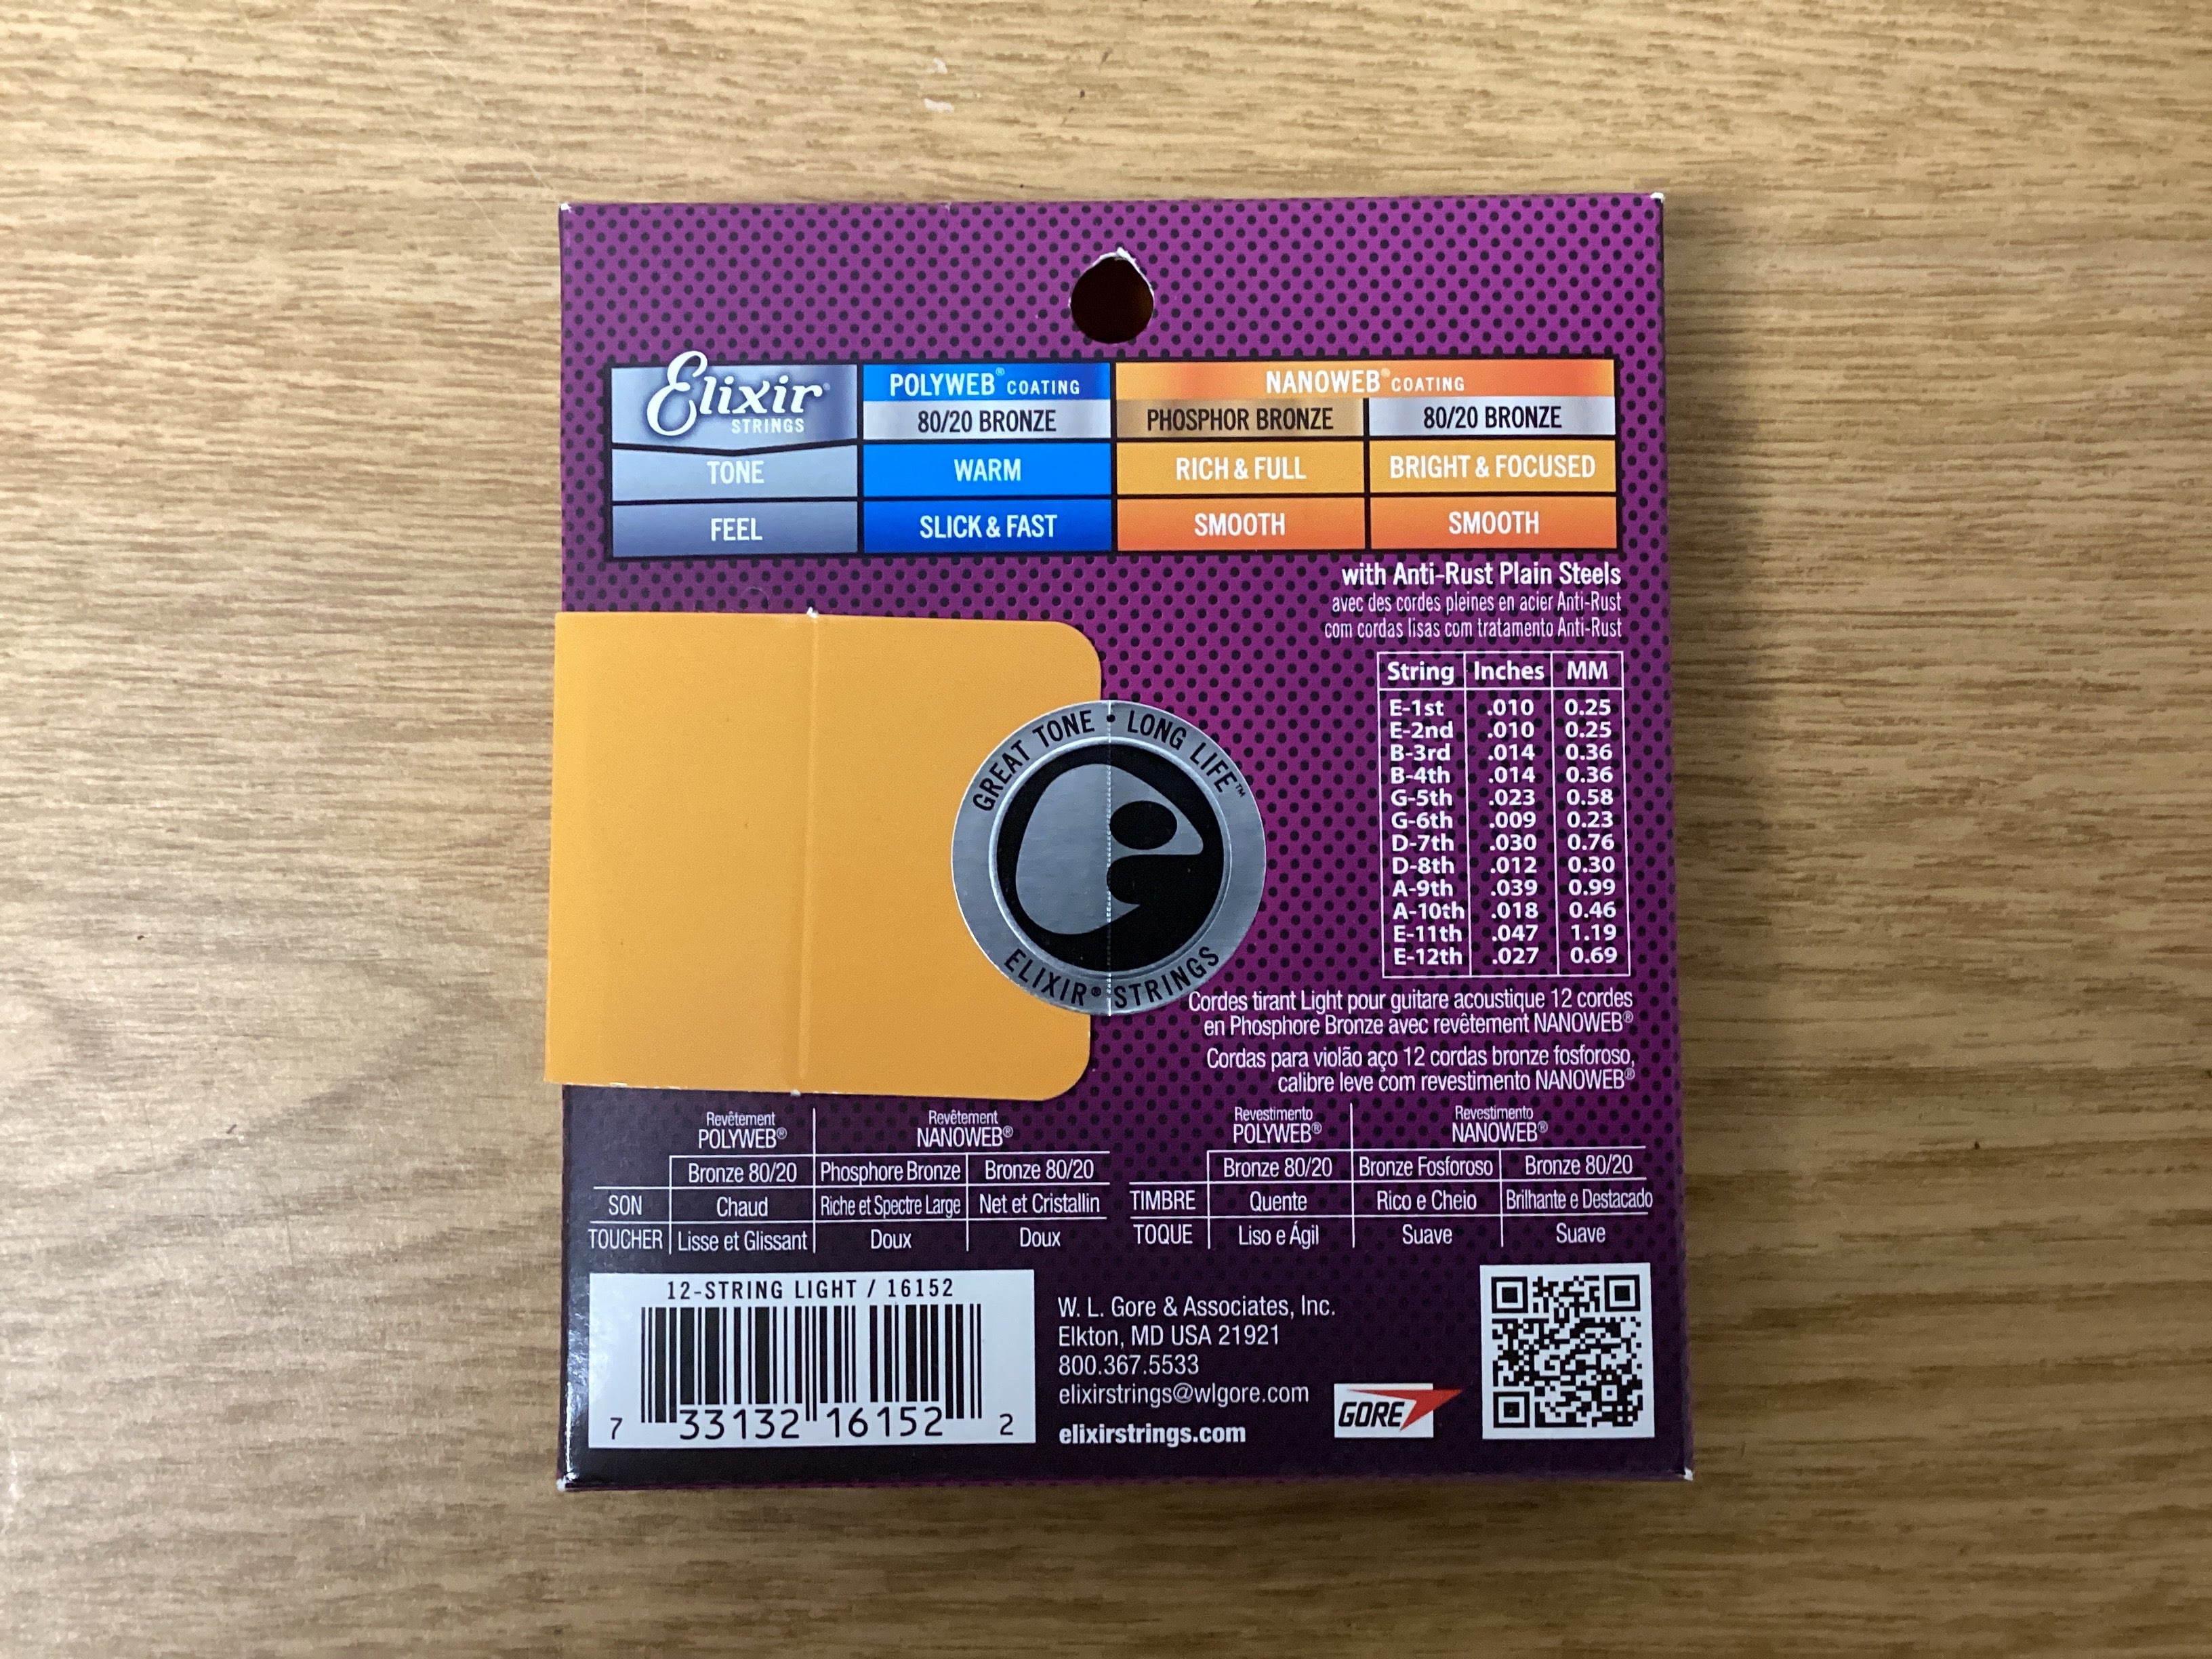 Elixir®
STRINGS
POLYWEB® COATING
NANOWEB® COATING
80/20 BRONZE
PHOSPHOR BRONZE
80/20 BRONZE
TONE
WARM
RICH & FULL
BRIGHT & FOCUSED
FEEL
SLICK & FAST
SMOOTH
SMOOTH
with Anti-Rust Plain Steels
avec des cordes pleines en acier Anti-Rust
com cordas lisas com tratamento Anti-Rust
String Inches MM
E-1st .010 0.25
E-2nd .010 0.25
B-3rd .014 0.36
B-4th .014 0.36
G-5th .023 0.58
G-6th .009 0.23
D-7th .030 0.76
D-8th .012 0.30
A-9th .039 0.99
A-10th .018 0.46
E-11th .047 1.19
E-12th .027 0.69
GREAT TONE • LONG LIFE™
ELIXIR® STRINGS
Cordes tirant Light pour guitare acoustique 12 cordes
en Phosphore Bronze avec revêtement NANOWEB®
Cordas para violão aço 12 cordas bronze fosforoso,
calibre leve com revestimento NANOWEB®
Revêtement
POLYWEB®
Revêtement
NANOWEB®
Bronze 80/20 Phosphore Bronze Bronze 80/20
SON Chaud Riche et Spectre Large Net et Cristallin
TOUCHER Lisse et Glissant Doux Doux
Revestimento
POLYWEB®
Revestimento
NANOWEB®
Bronze 80/20 Bronze Fosforoso Bronze 80/20
TIMBRE Quente Rico e Cheio Brilhante e Destacado
TOQUE Liso e Ágil Suave Suave
12-STRING LIGHT / 16152
7 33132 16152 2
W. L. Gore & Associates, Inc.
Elkton, MD USA 21921
800.367.5533
elixirstrings@wlgore.com
elixirstrings.com
GORE